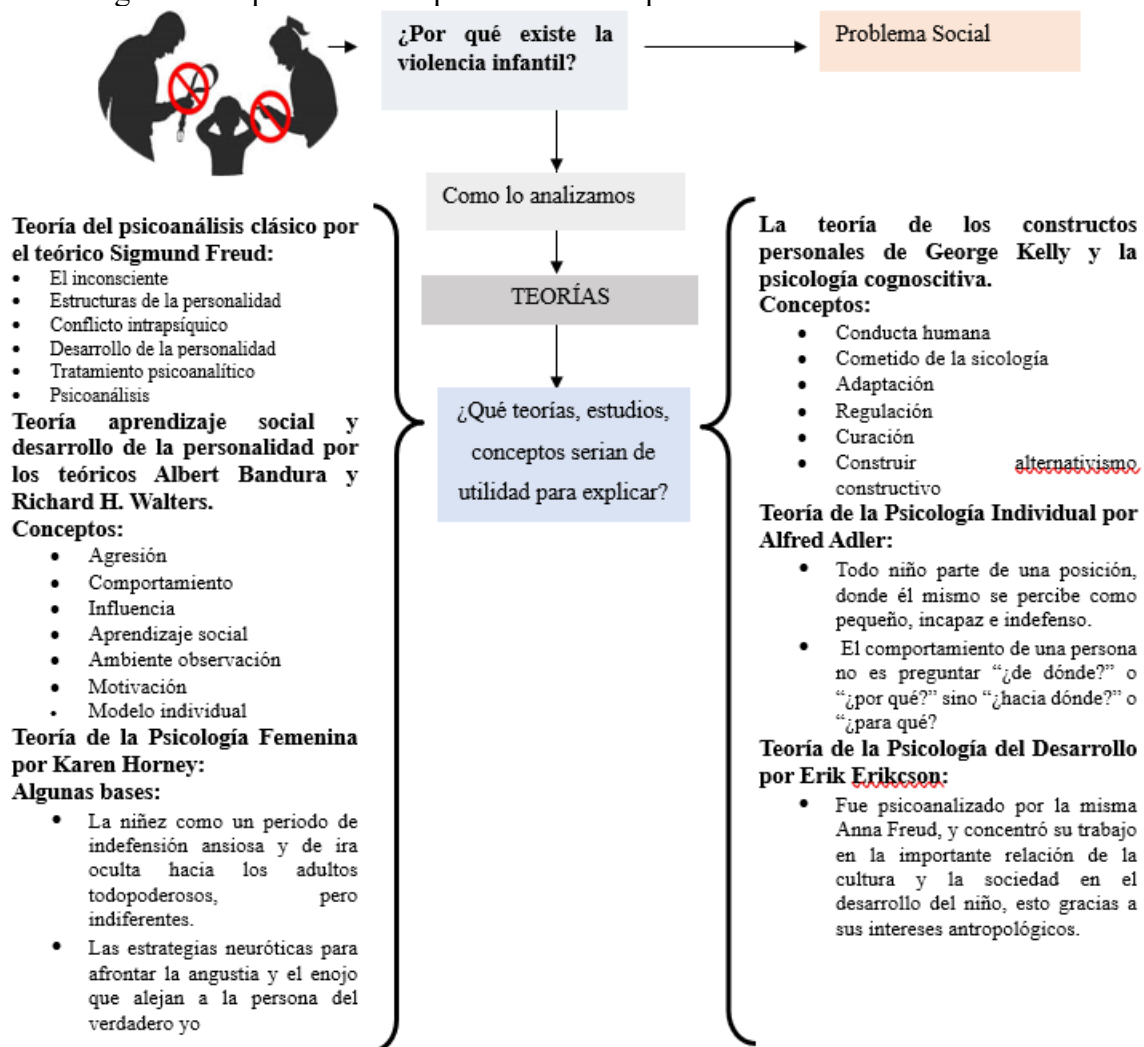 ¿Por qué existe la
violencia infantil?
Problema Social
Como lo analizamos
TEORÍAS
¿Qué teorías, estudios,
conceptos serian de
utilidad para explicar?
Teoría del psicoanálisis clásico por
el teórico Sigmund Freud:
• El inconsciente
• Estructuras de la personalidad
• Conflicto intrapsíquico
• Desarrollo de la personalidad
• Tratamiento psicoanalítico
• Psicoanálisis
Teoría aprendizaje social y
desarrollo de la personalidad por
los teóricos Albert Bandura y
Richard H. Walters.
Conceptos:
• Agresión
• Comportamiento
• Influencia
• Aprendizaje social
• Ambiente observación
• Motivación
• Modelo individual
Teoría de la Psicología Femenina
por Karen Horney:
Algunas bases:
• La niñez como un periodo de
indefensión ansiosa y de ira
oculta hacia los adultos
todopoderosos, pero
indiferentes.
• Las estrategias neuróticas para
afrontar la angustia y el enojo
que alejan a la persona del
verdadero yo
La teoría de los constructos
personales de George Kelly y la
psicología cognoscitiva.
Conceptos:
• Conducta humana
• Cometido de la sicología
• Adaptación
• Regulación
• Curación
• Construir alternativismo
constructivo
Teoría de la Psicología Individual por
Alfred Adler:
• Todo niño parte de una posición,
donde él mismo se percibe como
pequeño, incapaz e indefenso.
• El comportamiento de una persona
no es preguntar “¿de dónde?” o
“¿por qué?” sino “¿hacia dónde?” o
“¿para qué?
Teoría de la Psicología del Desarrollo
por Erik Erikcson:
• Fue psicoanalizado por la misma
Anna Freud, y concentró su trabajo
en la importante relación de la
cultura y la sociedad en el
desarrollo del niño, esto gracias a
sus intereses antropológicos.